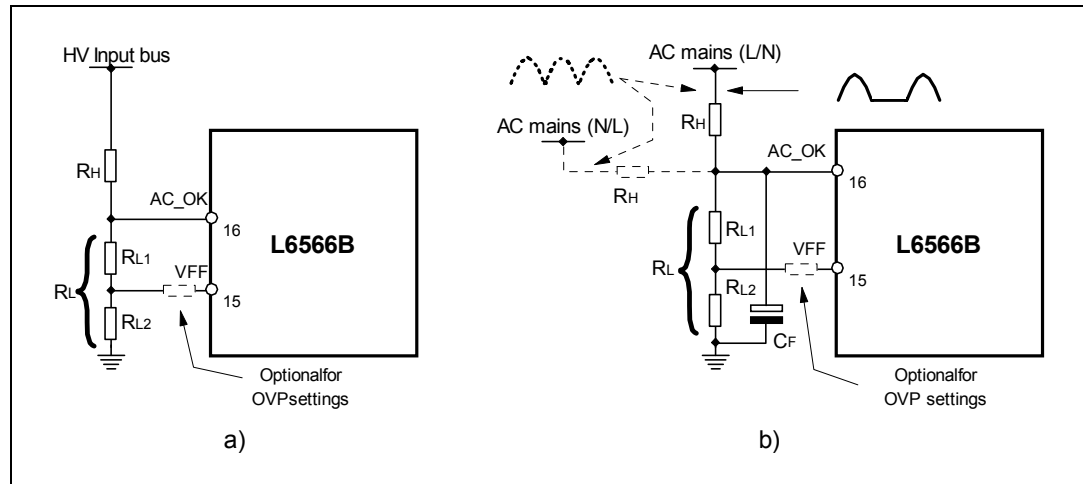 HV Input bus
RH
AC_OK
16
L6566B
RL1
VFF
RL
15
RL2
Optionalfor
OVPsettings
a)
AC mains (L/N)
RH
AC mains (N/L)
AC_OK
16
RH
L6566B
RL1
VFF
RL
15
RL2
CF
Optionalfor
OVP settings
b)